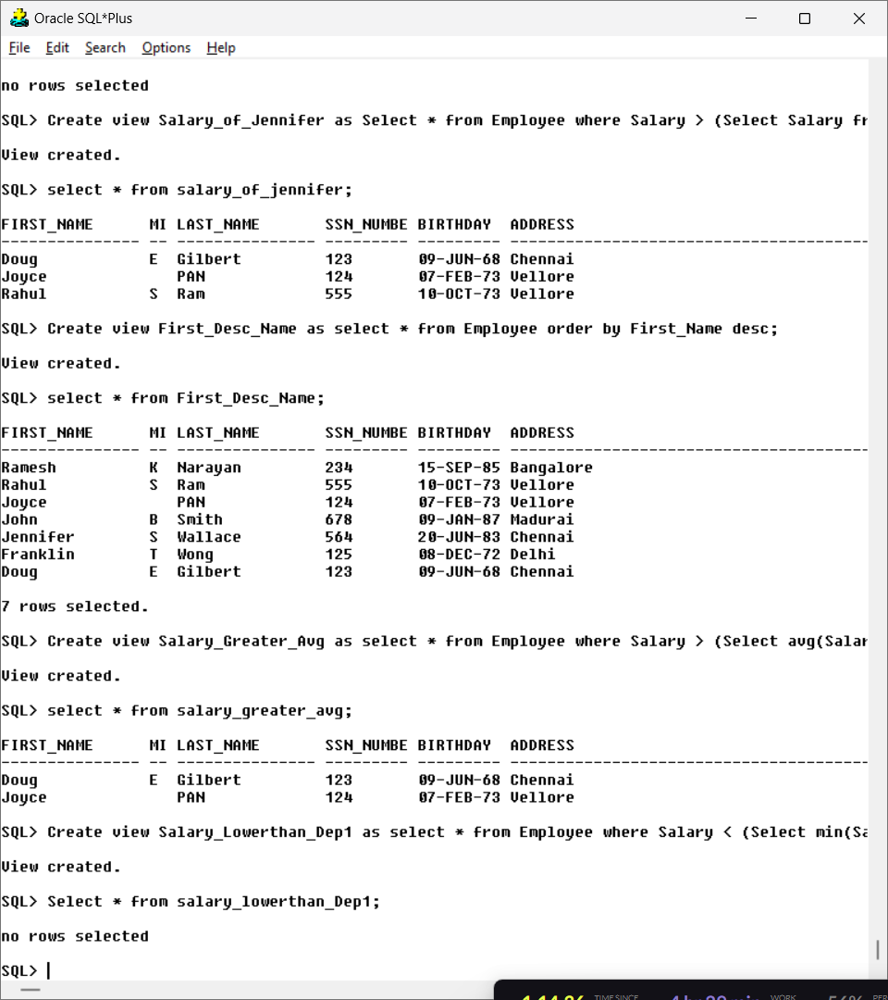 Oracle SQL*Plus
File Edit Search Options Help
no rows selected
SQL> Create view Salary_of_Jennifer as Select * from Employee where Salary > (Select Salary fr
View created.
SQL> select * from salary_of_jennifer;
FIRST_NAME MI LAST_NAME SSN_NUMBE BIRTHDAY ADDRESS
--------------- -- --------------- --------- --------- ---------------------------------------
Doug E Gilbert 123 09-JUN-68 Chennai
Joyce PAN 124 07-FEB-73 Vellore
Rahul S Ram 555 10-OCT-73 Vellore
SQL> Create view First_Desc_Name as select * from Employee order by First_Name desc;
View created.
SQL> select * from First_Desc_Name;
FIRST_NAME MI LAST_NAME SSN_NUMBE BIRTHDAY ADDRESS
--------------- -- --------------- --------- --------- ---------------------------------------
Ramesh K Narayan 234 15-SEP-85 Bangalore
Rahul S Ram 555 10-OCT-73 Vellore
Joyce PAN 124 07-FEB-73 Vellore
John B Smith 678 09-JAN-87 Madurai
Jennifer S Wallace 564 20-JUN-83 Chennai
Franklin T Wong 125 08-DEC-72 Delhi
Doug E Gilbert 123 09-JUN-68 Chennai
7 rows selected.
SQL> Create view Salary_Greater_Avg as select * from Employee where Salary > (Select avg(Salar
View created.
SQL> select * from salary_greater_avg;
FIRST_NAME MI LAST_NAME SSN_NUMBE BIRTHDAY ADDRESS
--------------- -- --------------- --------- --------- ---------------------------------------
Doug E Gilbert 123 09-JUN-68 Chennai
Joyce PAN 124 07-FEB-73 Vellore
SQL> Create view Salary_Lowerthan_Dep1 as select * from Employee where Salary < (Select min(Sa
View created.
SQL> Select * from salary_lowerthan_Dep1;
no rows selected
SQL>
TIME SINCE WORK PER